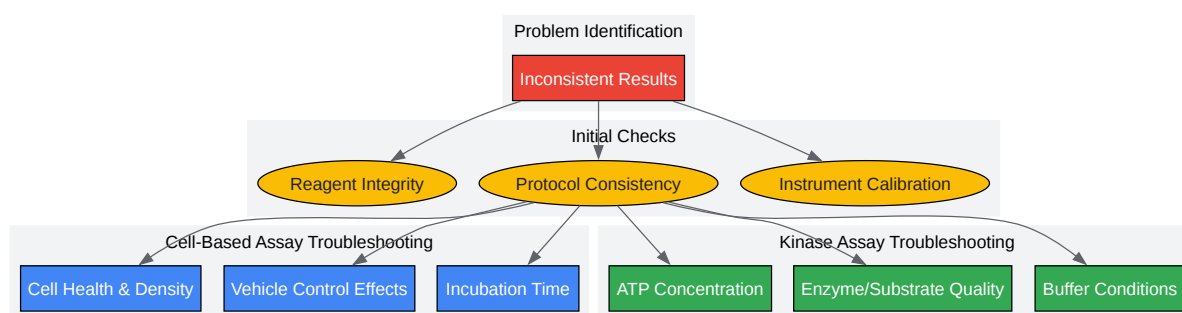 Problem Identification
Inconsistent Results
Initial Checks
Reagent Integrity
Protocol Consistency
Instrument Calibration
Cell-Based Assay Troubleshooting
Kinase Assay Troubleshooting
Cell Health & Density
Vehicle Control Effects
Incubation Time
ATP Concentration
Enzyme/Substrate Quality
Buffer Conditions